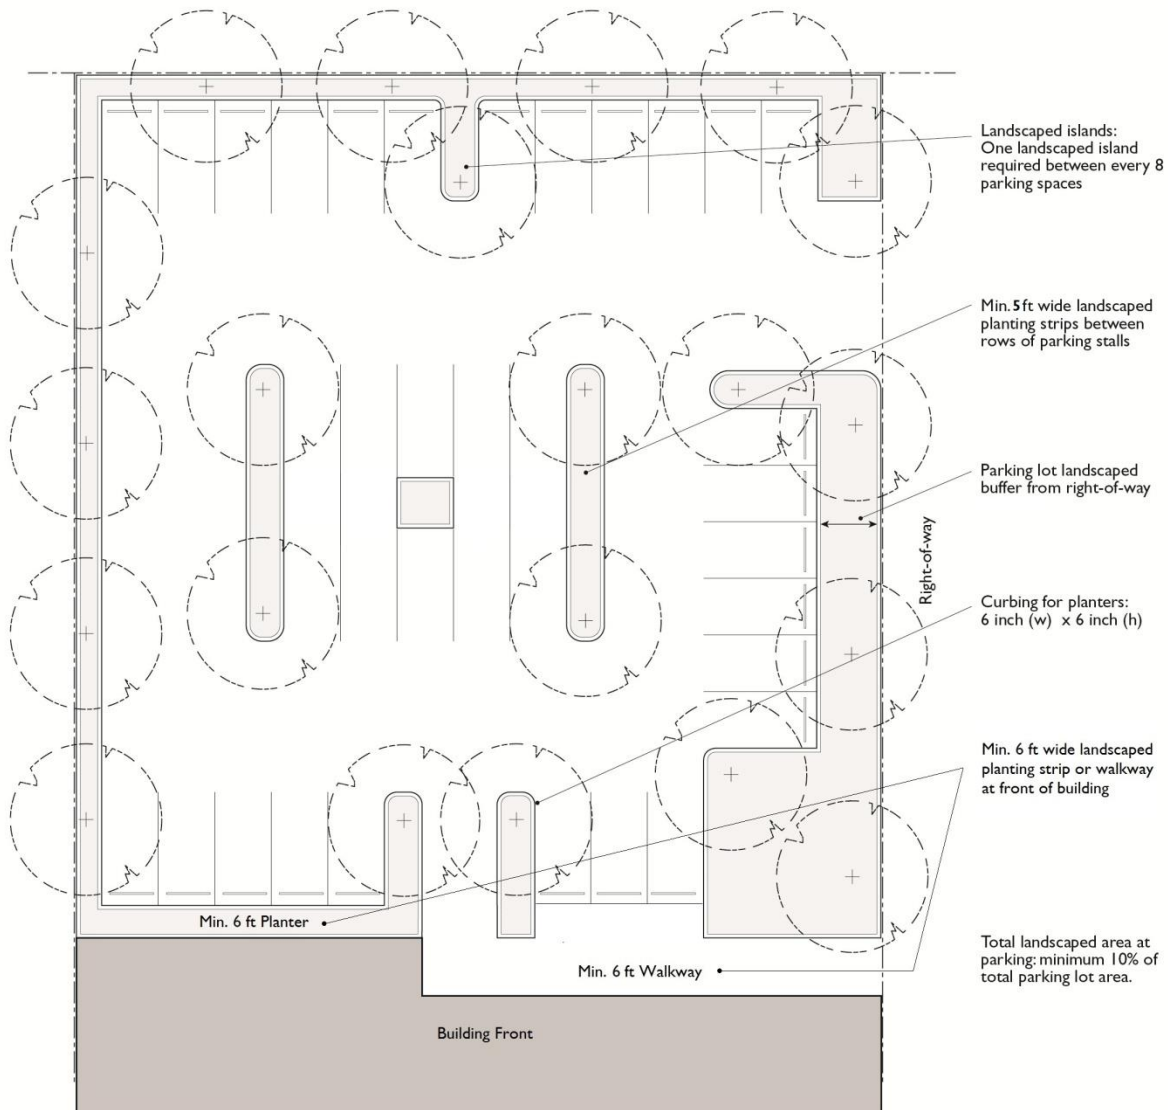 Landscaped islands:
One landscaped island
required between every 8
parking spaces
Min. 5 ft wide landscaped
planting strips between
rows of parking stalls
Parking lot landscaped
buffer from right-of-way
Right-of-way
Curbing for planters:
6 inch (w) x 6 inch (h)
Min. 6 ft wide landscaped
planting strip or walkway
at front of building
Min. 6 ft Planter
Total landscaped area at
parking: minimum 10% of
total parking lot area.
Min. 6 ft Walkway
Building Front